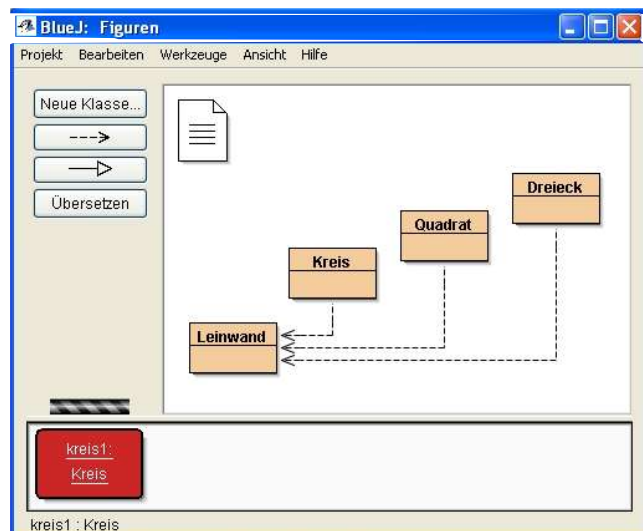 BlueJ: Figuren
Projekt Bearbeiten Werkzeuge Ansicht Hilfe
Neue Klasse...
Übersetzen
Dreieck
Quadrat
Kreis
Leinwand
kreis1:
Kreis
kreis1 : Kreis